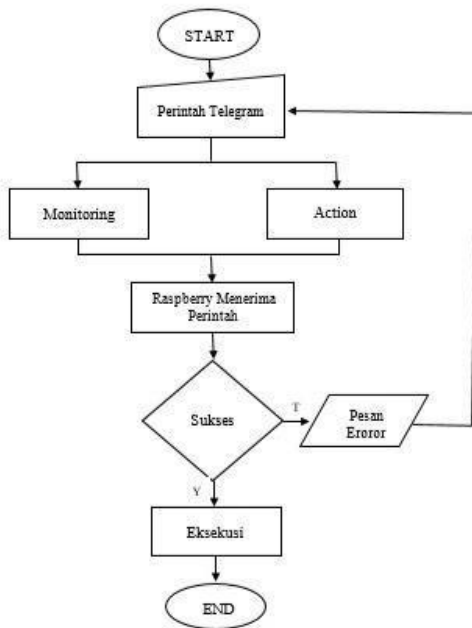 START
Perintah Telegram
Monitoring
Action
Raspberry Menerima
Perintah
Sukses
T
Pesan
Eroror
Y
Eksekusi
END